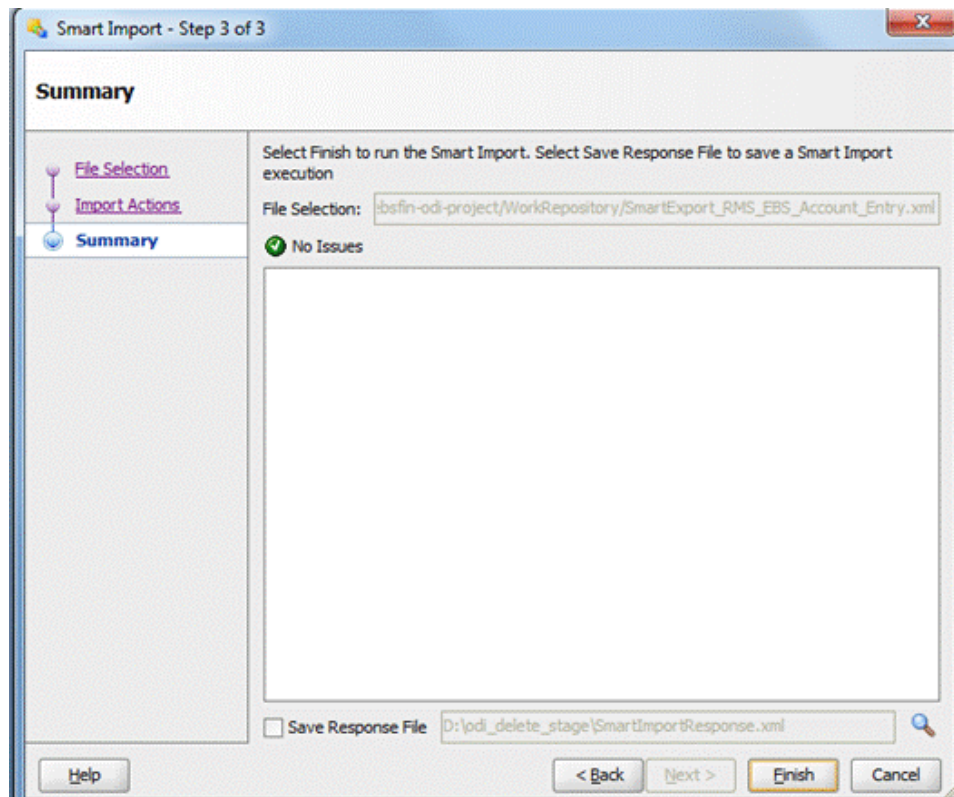 Smart Import - Step 3 of 3
Summary
File Selection
Import Actions
Summary
Select Finish to run the Smart Import. Select Save Response File to save a Smart Import
execution
File Selection: ebsfin-odi-project/WorkRepository/SmartExport_RMS_EBS_Account_Entry.xml
No Issues
Save Response File D:\odi_delete_stage\SmartImportResponse.xml
Help
< Back Next > Finish Cancel